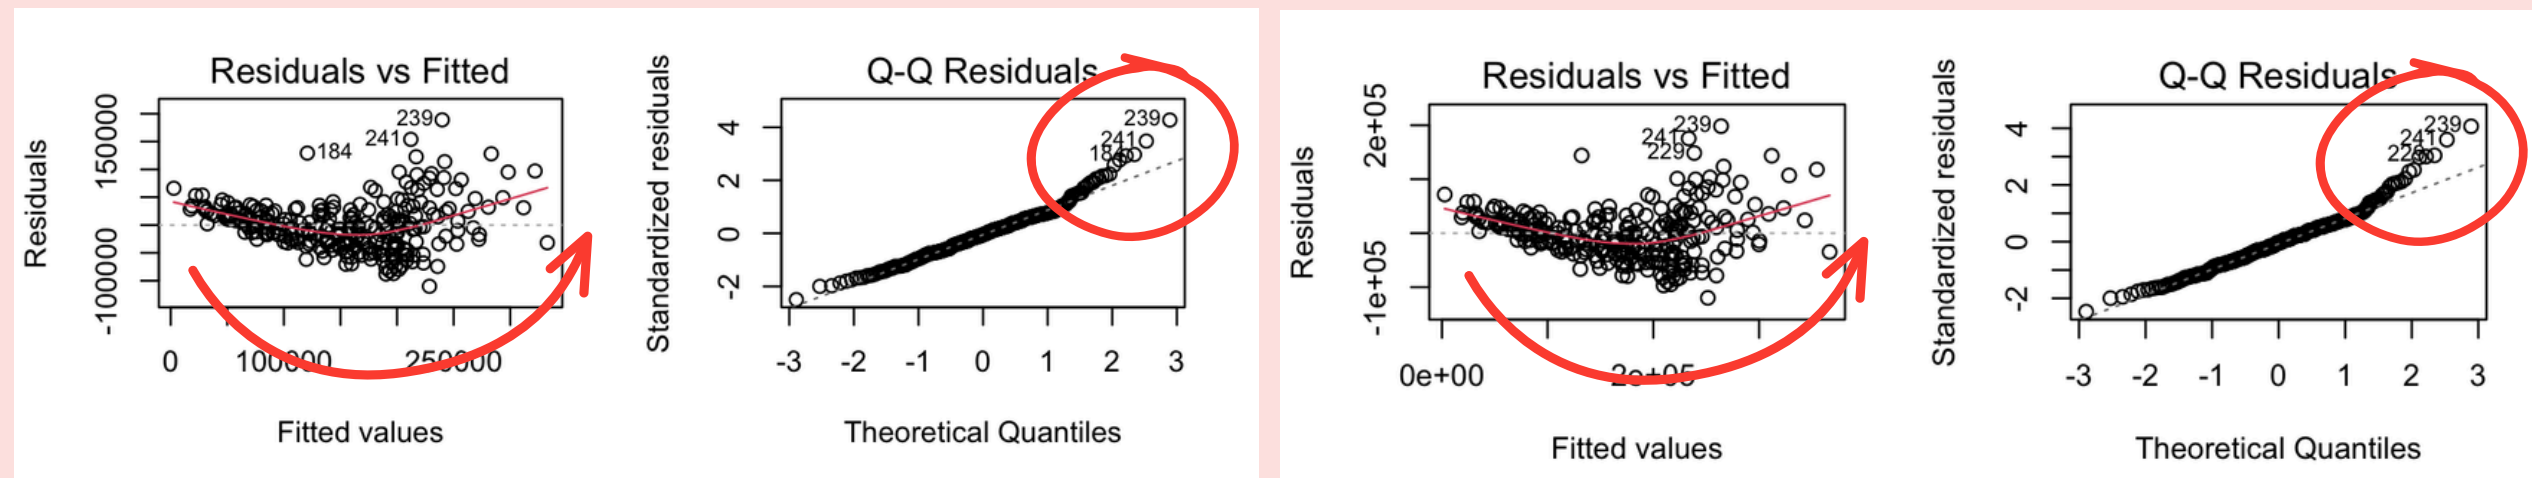 Residuals vs Fitted
Residuals
-100000 150000
239
241
184
0 100000 250000
Fitted values
Q-Q Residuals
Standardized residuals
-2 0 2 4
239
241
184
-3 -2 -1 0 1 2 3
Theoretical Quantiles
Residuals vs Fitted
Residuals
-1e+05 2e+05
239
241
229
0e+00 2e+05
Fitted values
Q-Q Residuals
Standardized residuals
-2 0 2 4
239
241
229
-3 -2 -1 0 1 2 3
Theoretical Quantiles